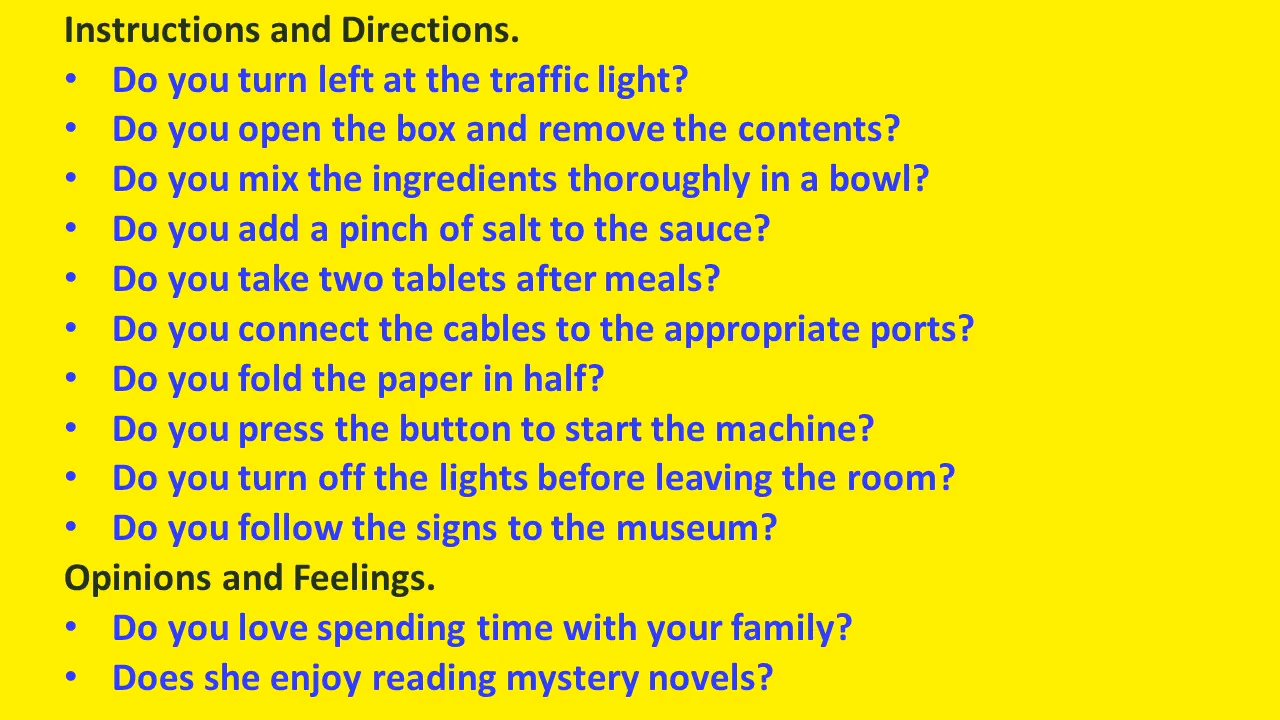 Instructions and Directions.
• Do you turn left at the traffic light?
• Do you open the box and remove the contents?
• Do you mix the ingredients thoroughly in a bowl?
• Do you add a pinch of salt to the sauce?
• Do you take two tablets after meals?
• Do you connect the cables to the appropriate ports?
• Do you fold the paper in half?
• Do you press the button to start the machine?
• Do you turn off the lights before leaving the room?
• Do you follow the signs to the museum?
Opinions and Feelings.
• Do you love spending time with your family?
• Does she enjoy reading mystery novels?